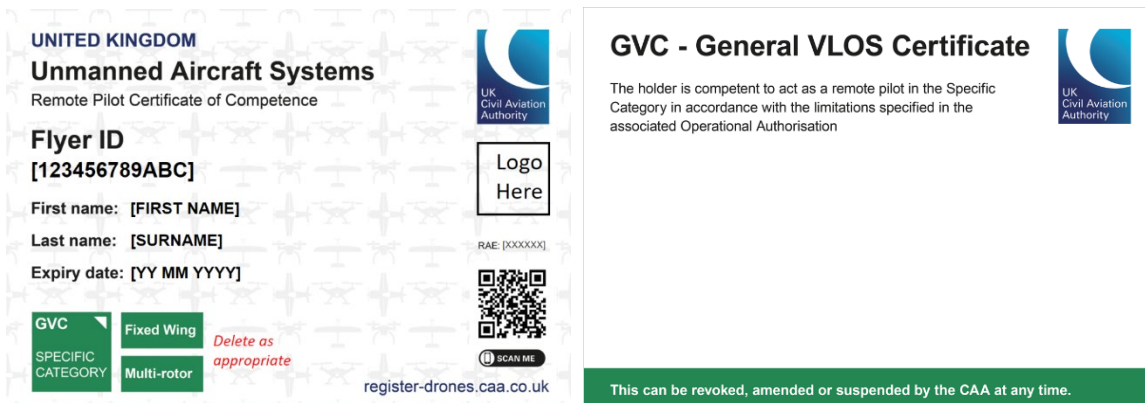 UNITED KINGDOM
Unmanned Aircraft Systems
Remote Pilot Certificate of Competence
Flyer ID
[123456789ABC]
First name: [FIRST NAME]
Last name: [SURNAME]
Expiry date: [YY MM YYYY]
GVC
SPECIFIC
CATEGORY
Fixed Wing
Multi-rotor
Delete as
appropriate
UK
Civil Aviation
Authority
Logo
Here
RAE: [XXXXXX]
SCAN ME
register-drones.caa.co.uk
GVC - General VLOS Certificate
The holder is competent to act as a remote pilot in the Specific
Category in accordance with the limitations specified in the
associated Operational Authorisation
UK
Civil Aviation
Authority
This can be revoked, amended or suspended by the CAA at any time.